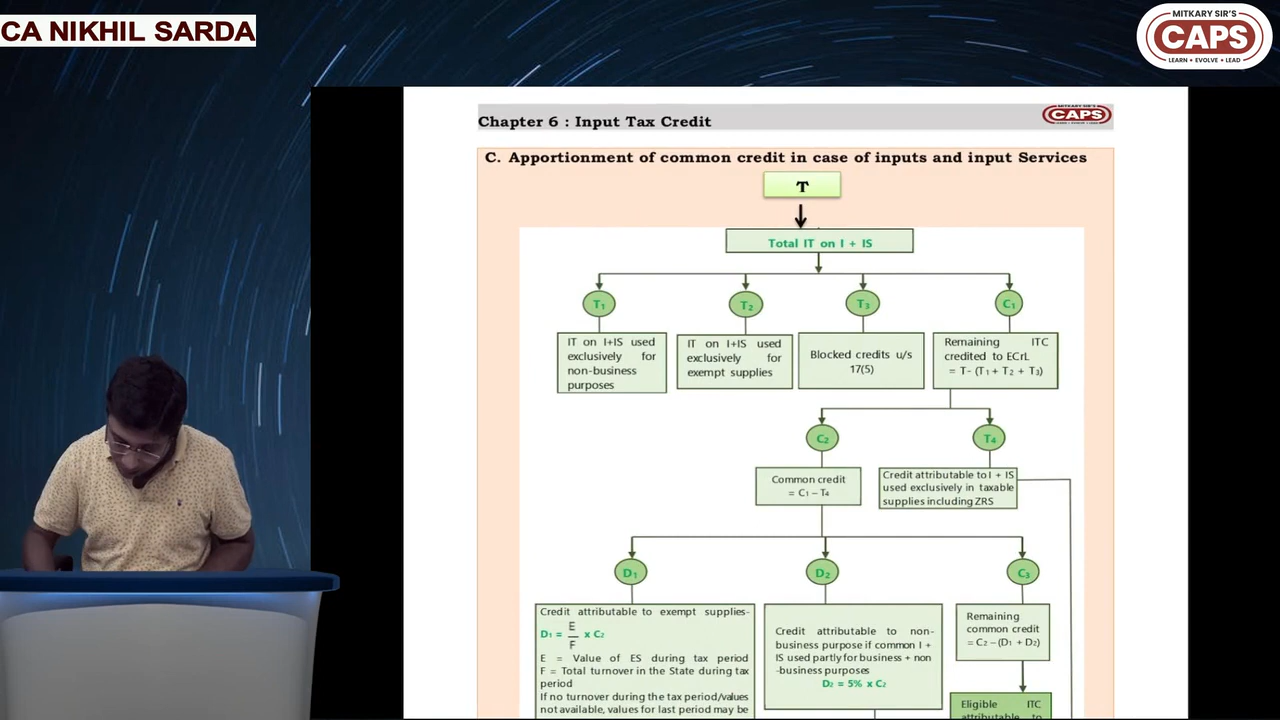 CA NIKHIL SARDA
MITKARY SIR'S
CAPS
LEARN • EVOLVE • LEAD
Chapter 6 : Input Tax Credit
MITKARY SIR'S
CAPS
C. Apportionment of common credit in case of inputs and input Services
T
Total IT on I + IS
T1
T2
T3
C1
IT on I+IS used
exclusively for
non-business
purposes
IT on I+IS used
exclusively for
exempt supplies
Blocked credits u/s
17(5)
Remaining ITC
credited to ECrL
= T- (T1 + T2 + T3)
C2
T4
Common credit
= C1 – T4
Credit attributable to I + IS
used exclusively in taxable
supplies including ZRS
D1
D2
C3
Credit attributable to exempt supplies-
D1 = E/F x C2
E = Value of ES during tax period
F = Total turnover in the State during tax
period
If no turnover during the tax period/values
not available, values for last period may be
Credit attributable to non-
business purpose if common I +
IS used partly for business + non
-business purposes
D2 = 5% x C2
Remaining
common credit
= C2 – (D1 + D2)
Eligible ITC
attributable to